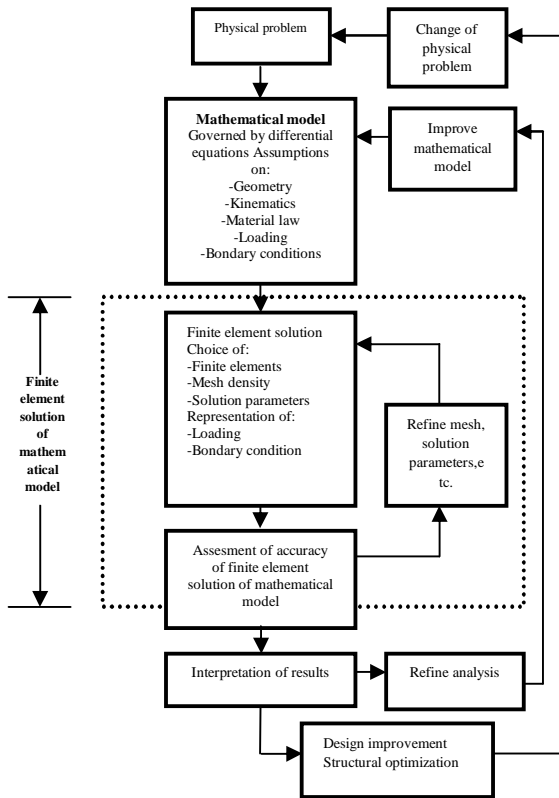 Physical problem
Change of
physical
problem
Mathematical model
Governed by differential
equations Assumptions
on:
-Geometry
-Kinematics
-Material law
-Loading
-Bondary conditions
Improve
mathematical
model
Finite
element
solution
of
mathem
atical
model
Finite element solution
Choice of:
-Finite elements
-Mesh density
-Solution parameters
Representation of:
-Loading
-Bondary condition
Refine mesh,
solution
parameters,e
tc.
Assesment of accuracy
of finite element
solution of mathematical
model
Interpretation of results
Refine analysis
Design improvement
Structural optimization